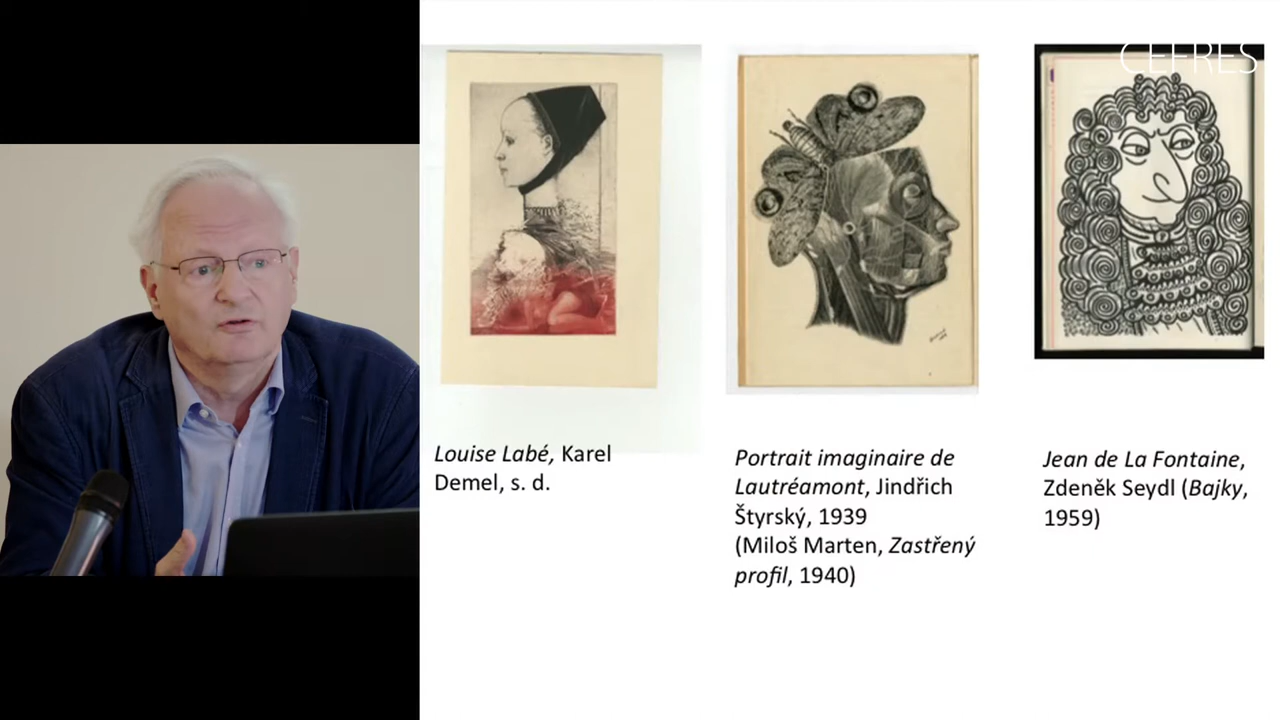 CEFRES
Louise Labé, Karel
Demel, s. d.
Portrait imaginaire de
Lautréamont, Jindřich
Štyrský, 1939
(Miloš Marten, Zastřený
profil, 1940)
Jean de La Fontaine,
Zdeněk Seydl (Bajky,
1959)